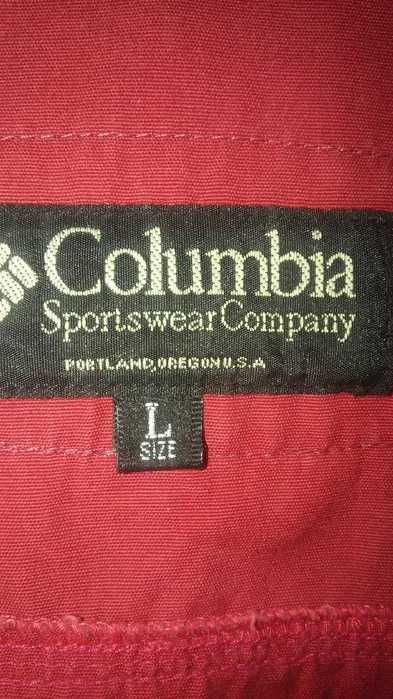 Columbia
Sportswear Company
PORTLAND, OREGON U.S.A
L
SIZE